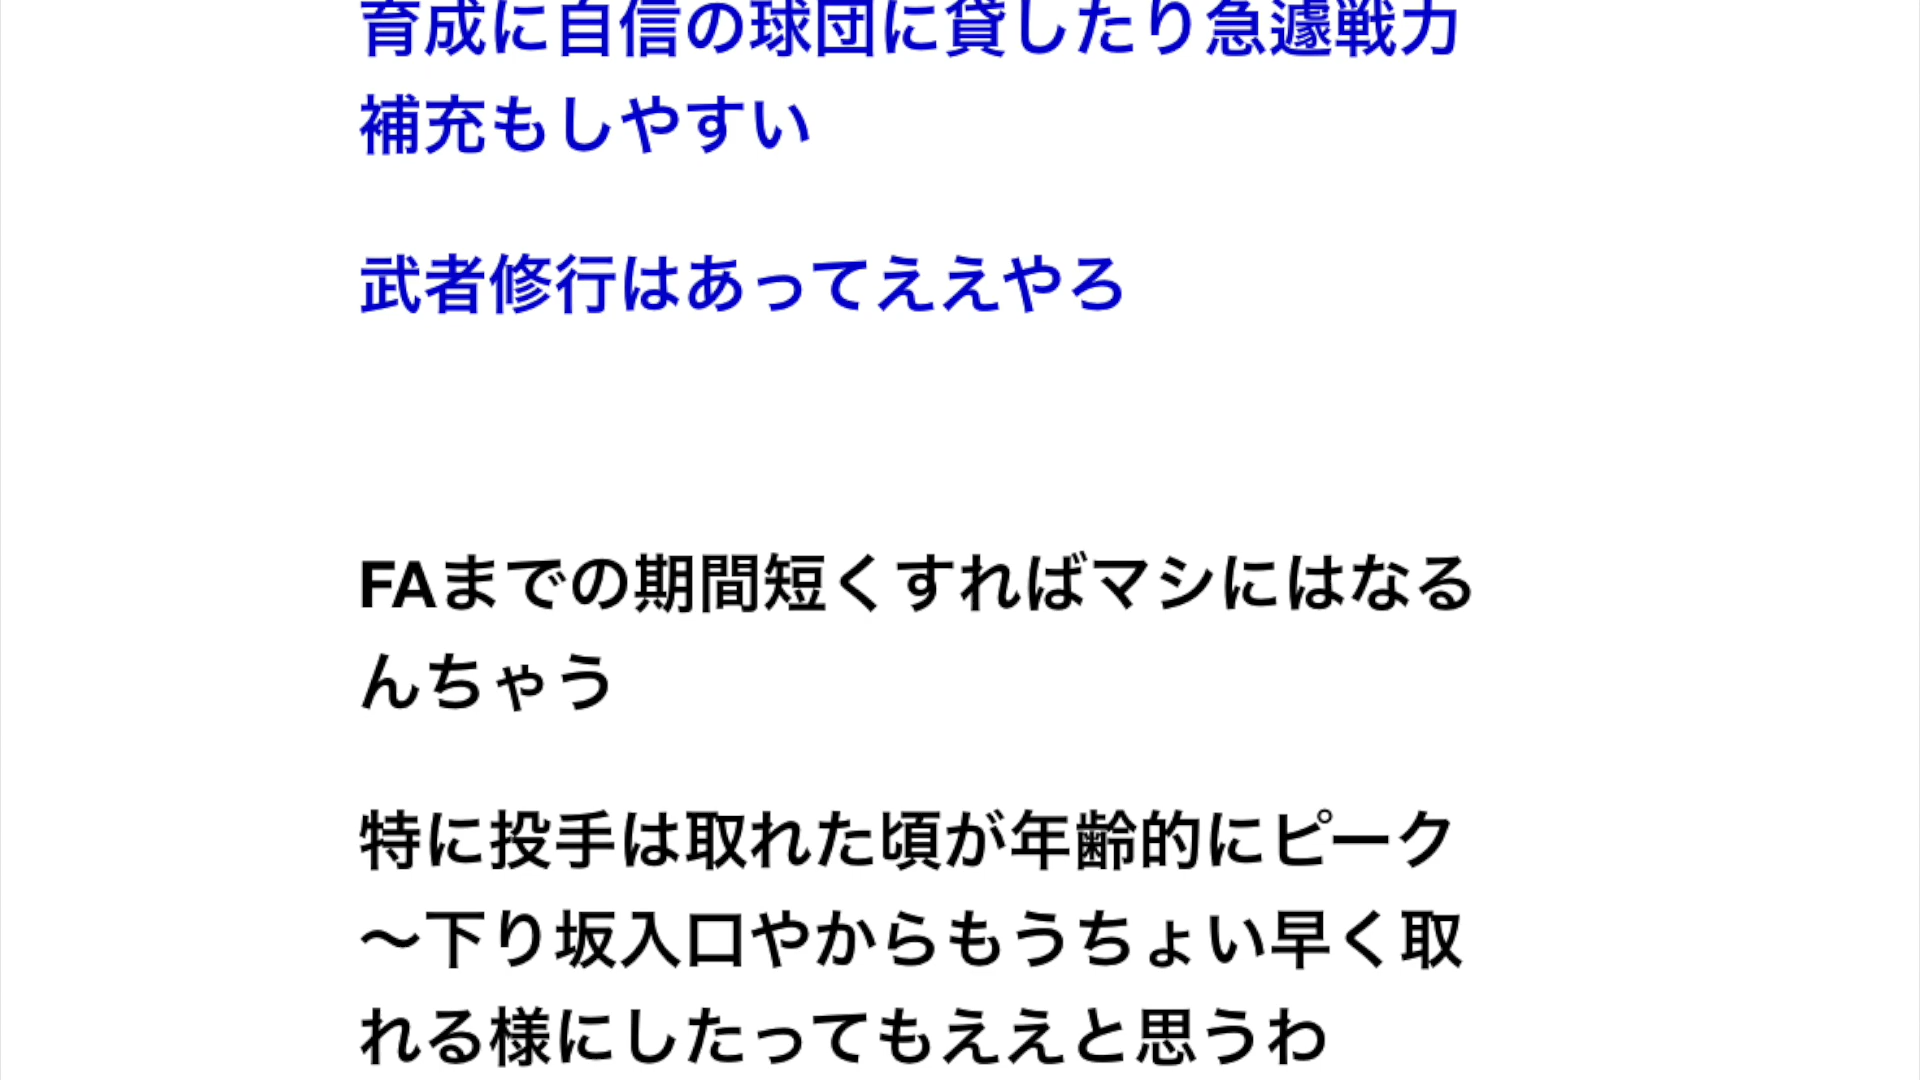 育成に自信の球団に貸したり急遽戦力
補充もしやすい
武者修行はあってええやろ
FAまでの期間短くすればマシにはなる
んちゃう
特に投手は取れた頃が年齢的にピーク
〜下り坂入口やからもうちょい早く取
れる様にしたってもええと思うわ